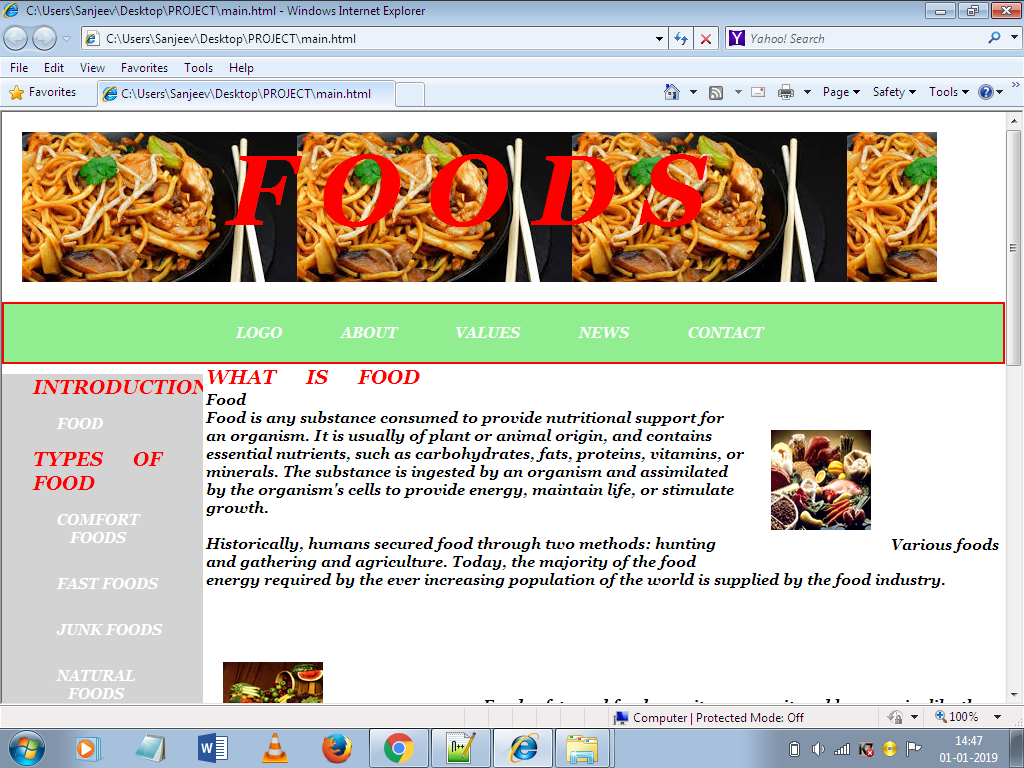 C:\Users\Sanjeev\Desktop\PROJECT\main.html - Windows Internet Explorer
C:\Users\Sanjeev\Desktop\PROJECT\main.html
Yahoo! Search
File Edit View Favorites Tools Help
Favorites C:\Users\Sanjeev\Desktop\PROJECT\main.html Page Safety Tools
FOODS
LOGO ABOUT VALUES NEWS CONTACT
INTRODUCTION
FOOD
TYPES OF
FOOD
COMFORT
FOODS
FAST FOODS
JUNK FOODS
NATURAL
FOODS
WHAT IS FOOD
Food
Food is any substance consumed to provide nutritional support for
an organism. It is usually of plant or animal origin, and contains
essential nutrients, such as carbohydrates, fats, proteins, vitamins, or
minerals. The substance is ingested by an organism and assimilated
by the organism's cells to provide energy, maintain life, or stimulate
growth.
Various foods
Historically, humans secured food through two methods: hunting
and gathering and agriculture. Today, the majority of the food
energy required by the ever increasing population of the world is supplied by the food industry.
Computer | Protected Mode: Off
100%
14:47
01-01-2019